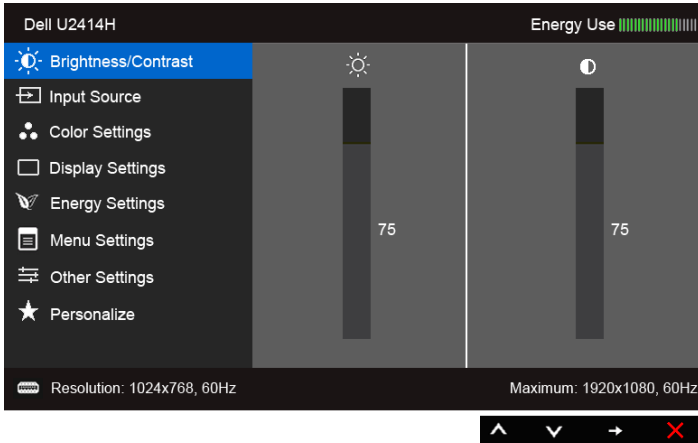 Dell U2414H
Energy Use
Brightness/Contrast
Input Source
Color Settings
Display Settings
Energy Settings
Menu Settings
Other Settings
Personalize
75
75
Resolution: 1024x768, 60Hz
Maximum: 1920x1080, 60Hz